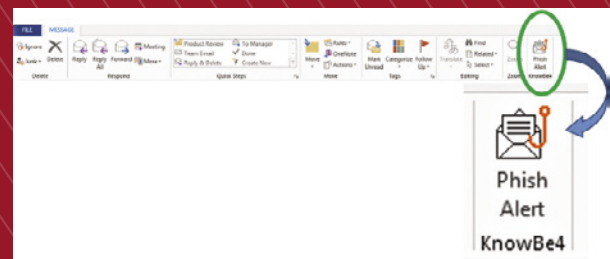 FILE MESSAGE
Ignore Delete Reply Reply All Forward Meeting More Product Review To Manager Team Email Done Reply & Delete Create New Move Rules OneNote Actions Mark Unread Categorize Follow Up Translate Find Related Select Zoom Phish Alert
Delete Respond Quick Steps Move Tags Editing Zoom KnowBe4
Phish
Alert
KnowBe4